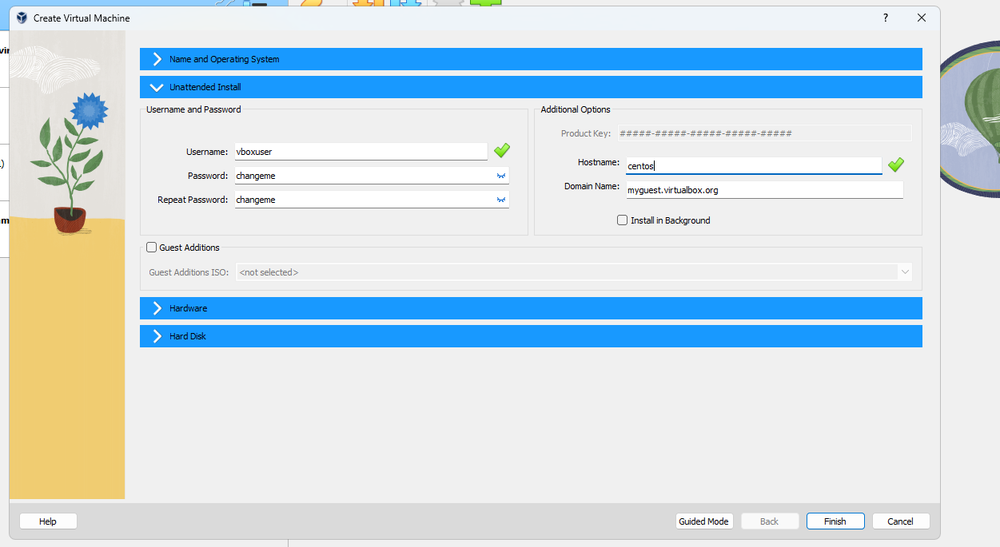 Create Virtual Machine
?
Name and Operating System
Unattended Install
Username and Password
Username: vboxuser
Password: changeme
Repeat Password: changeme
Additional Options
Product Key: #####-#####-#####-#####-#####
Hostname: centos
Domain Name: myguest.virtualbox.org
Install in Background
Guest Additions
Guest Additions ISO: <not selected>
Hardware
Hard Disk
Help
Guided Mode
Back
Finish
Cancel